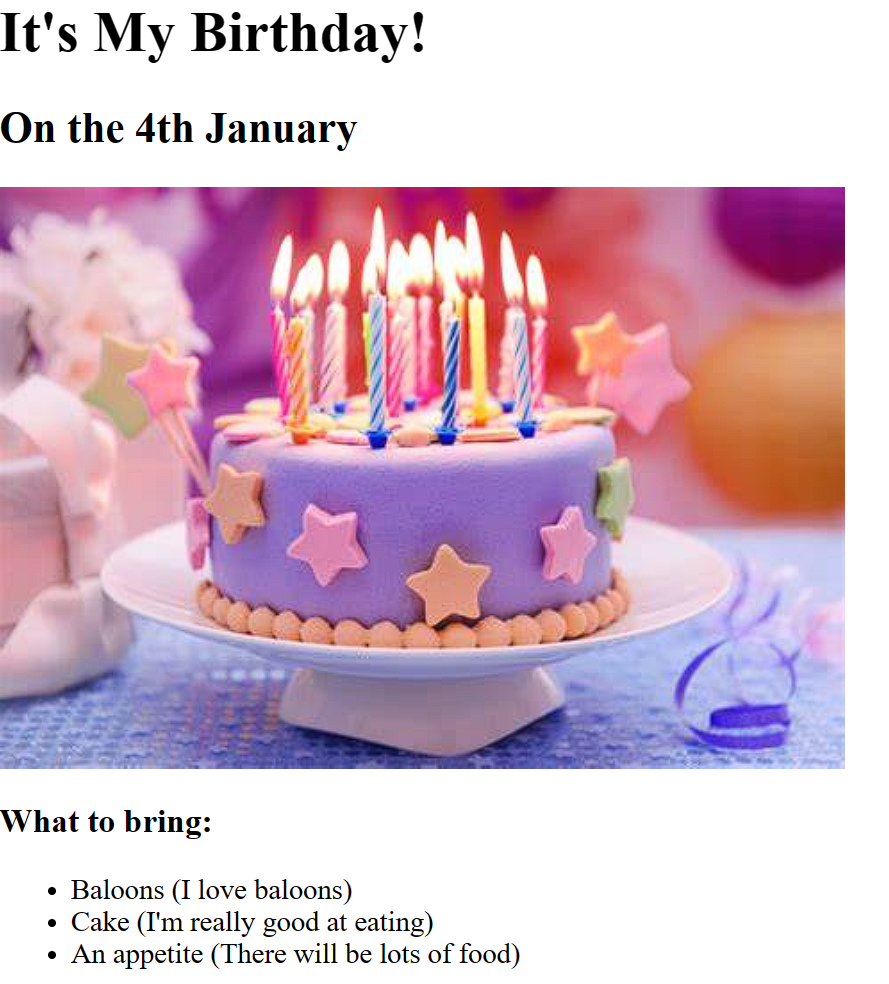 It's My Birthday!
On the 4th January
What to bring:
Baloons (I love baloons)
Cake (I'm really good at eating)
An appetite (There will be lots of food)